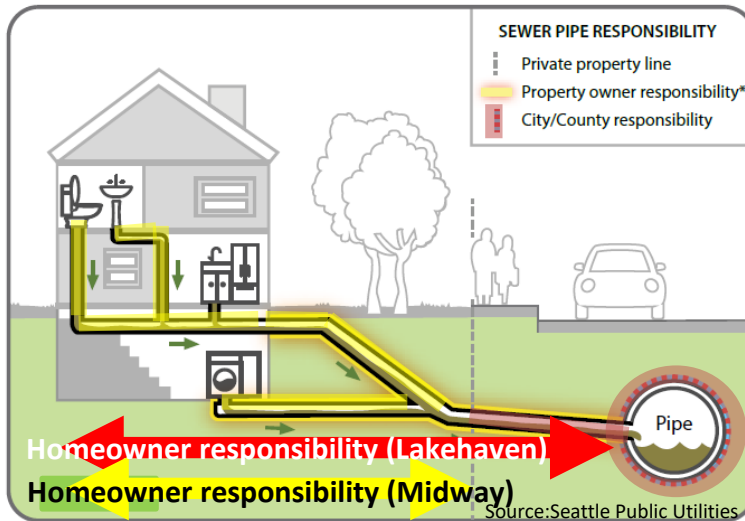 SEWER PIPE RESPONSIBILITY
Private property line
Property owner responsibility*
City/County responsibility
Pipe
Homeowner responsibility (Lakehaven)
Homeowner responsibility (Midway)
Source:Seattle Public Utilities